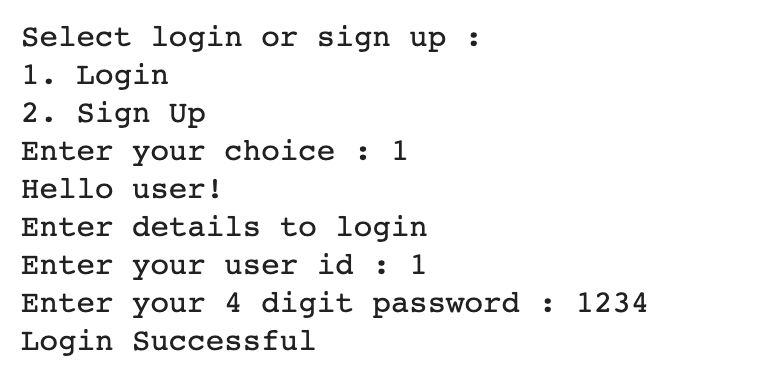 Select login or sign up :
1. Login
2. Sign Up
Enter your choice : 1
Hello user!
Enter details to login
Enter your user id : 1
Enter your 4 digit password : 1234
Login Successful